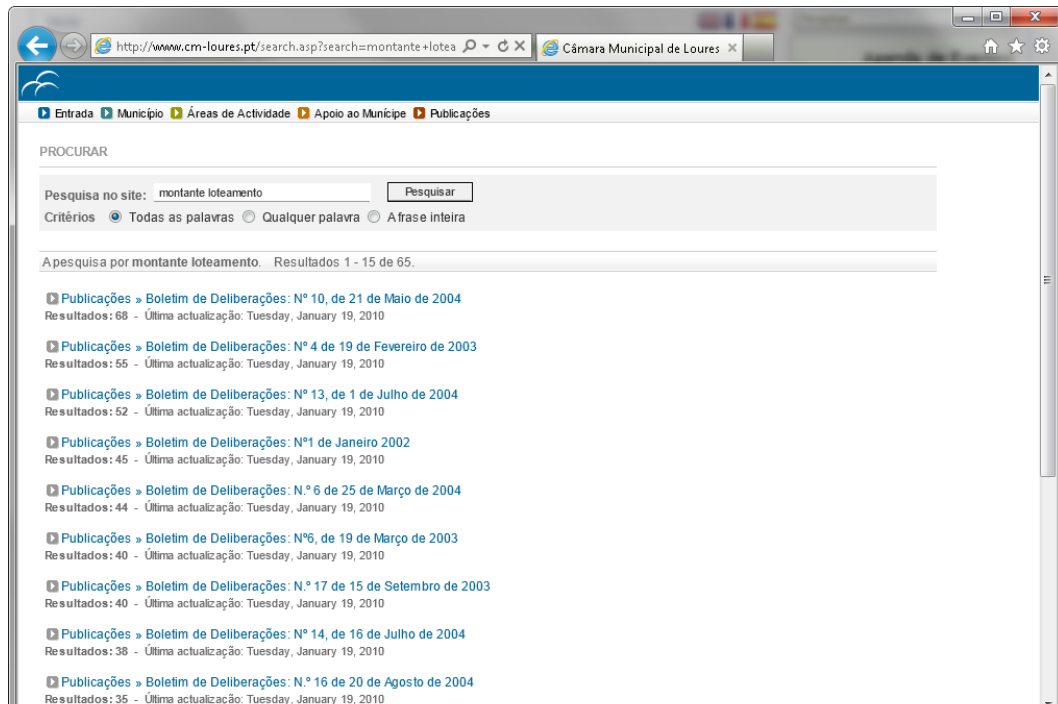 http://www.cm-loures.pt/search.asp?search=montante+lotea
Câmara Municipal de Loures
Entrada Município Áreas de Actividade Apoio ao Munícipe Publicações
PROCURAR
Pesquisa no site: montante loteamento Pesquisar
Critérios Todas as palavras Qualquer palavra A frase inteira
A pesquisa por montante loteamento. Resultados 1 - 15 de 65.
Publicações » Boletim de Deliberações: Nº 10, de 21 de Maio de 2004
Resultados: 68 - Última actualização: Tuesday, January 19, 2010
Publicações » Boletim de Deliberações: Nº 4 de 19 de Fevereiro de 2003
Resultados: 55 - Última actualização: Tuesday, January 19, 2010
Publicações » Boletim de Deliberações: Nº 13, de 1 de Julho de 2004
Resultados: 52 - Última actualização: Tuesday, January 19, 2010
Publicações » Boletim de Deliberações: Nº1 de Janeiro 2002
Resultados: 45 - Última actualização: Tuesday, January 19, 2010
Publicações » Boletim de Deliberações: N.º 6 de 25 de Março de 2004
Resultados: 44 - Última actualização: Tuesday, January 19, 2010
Publicações » Boletim de Deliberações: Nº6, de 19 de Março de 2003
Resultados: 40 - Última actualização: Tuesday, January 19, 2010
Publicações » Boletim de Deliberações: N.º 17 de 15 de Setembro de 2003
Resultados: 40 - Última actualização: Tuesday, January 19, 2010
Publicações » Boletim de Deliberações: Nº 14, de 16 de Julho de 2004
Resultados: 38 - Última actualização: Tuesday, January 19, 2010
Publicações » Boletim de Deliberações: N.º 16 de 20 de Agosto de 2004
Resultados: 35 - Última actualização: Tuesday, January 19, 2010